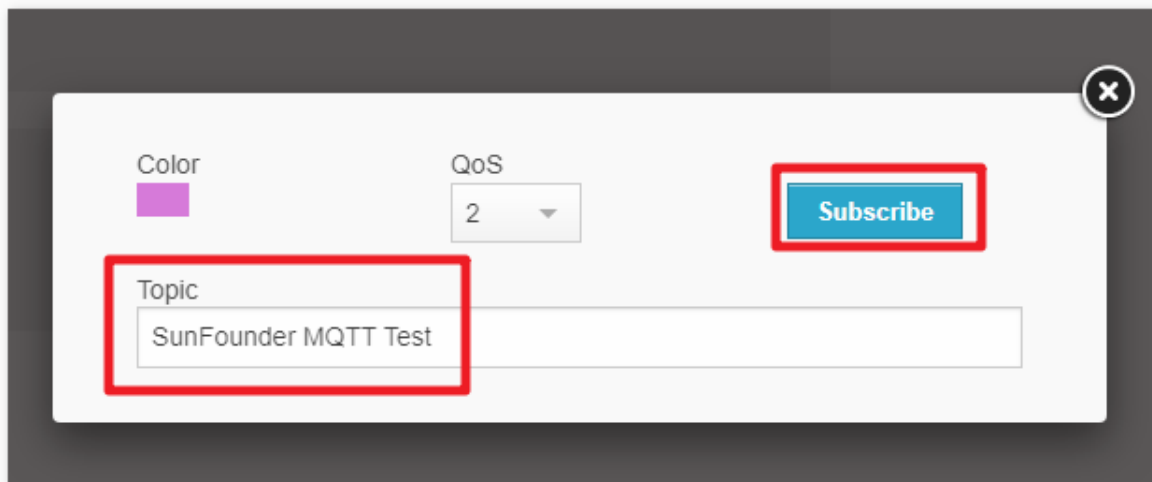 Color
QoS
2
Subscribe
Topic
SunFounder MQTT Test